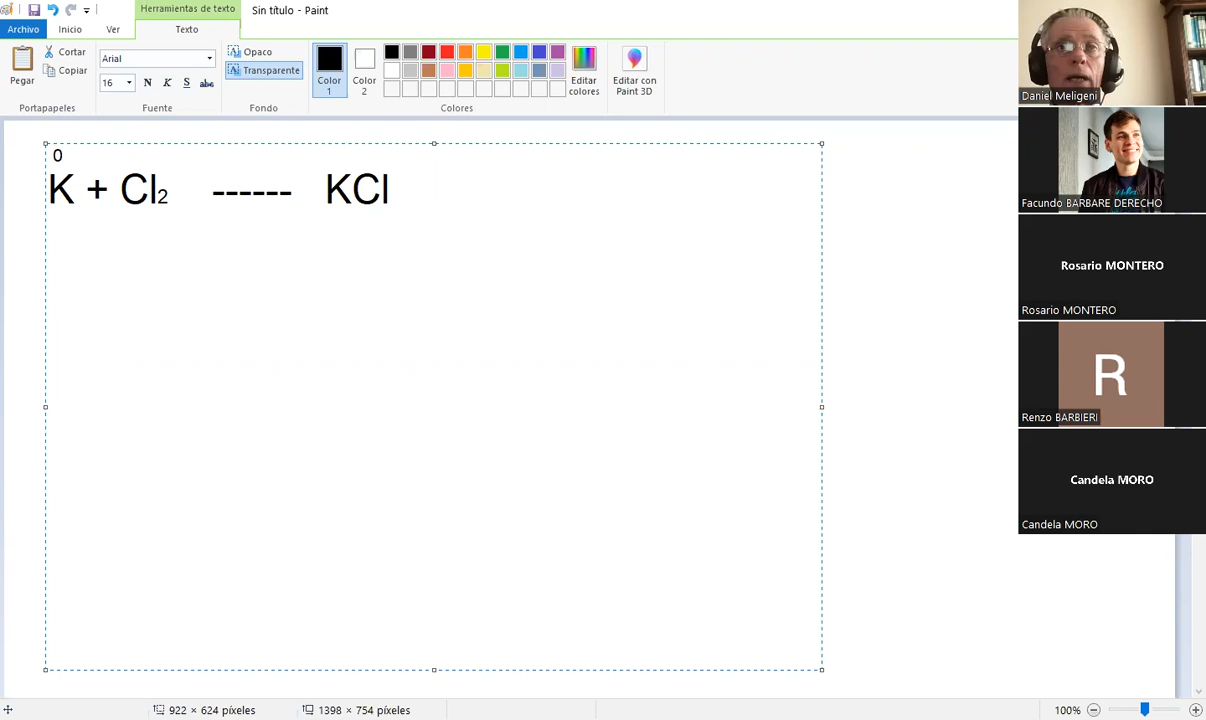 Herramientas de texto
Sin título - Paint
Archivo
Inicio
Ver
Texto
Pegar
Cortar
Copiar
Portapapeles
Arial
16
N
K
S
abc
Fuente
Opaco
Transparente
Fondo
Color
1
Color
2
Editar
colores
Colores
Editar con
Paint 3D
0
K + Cl₂ ------ KCl
Daniel Meligeni
Facundo BARBARE DERECHO
Rosario MONTERO
Rosario MONTERO
R
Renzo BARBIERI
Candela MORO
Candela MORO
922 × 624 píxeles
1398 × 754 píxeles
100%